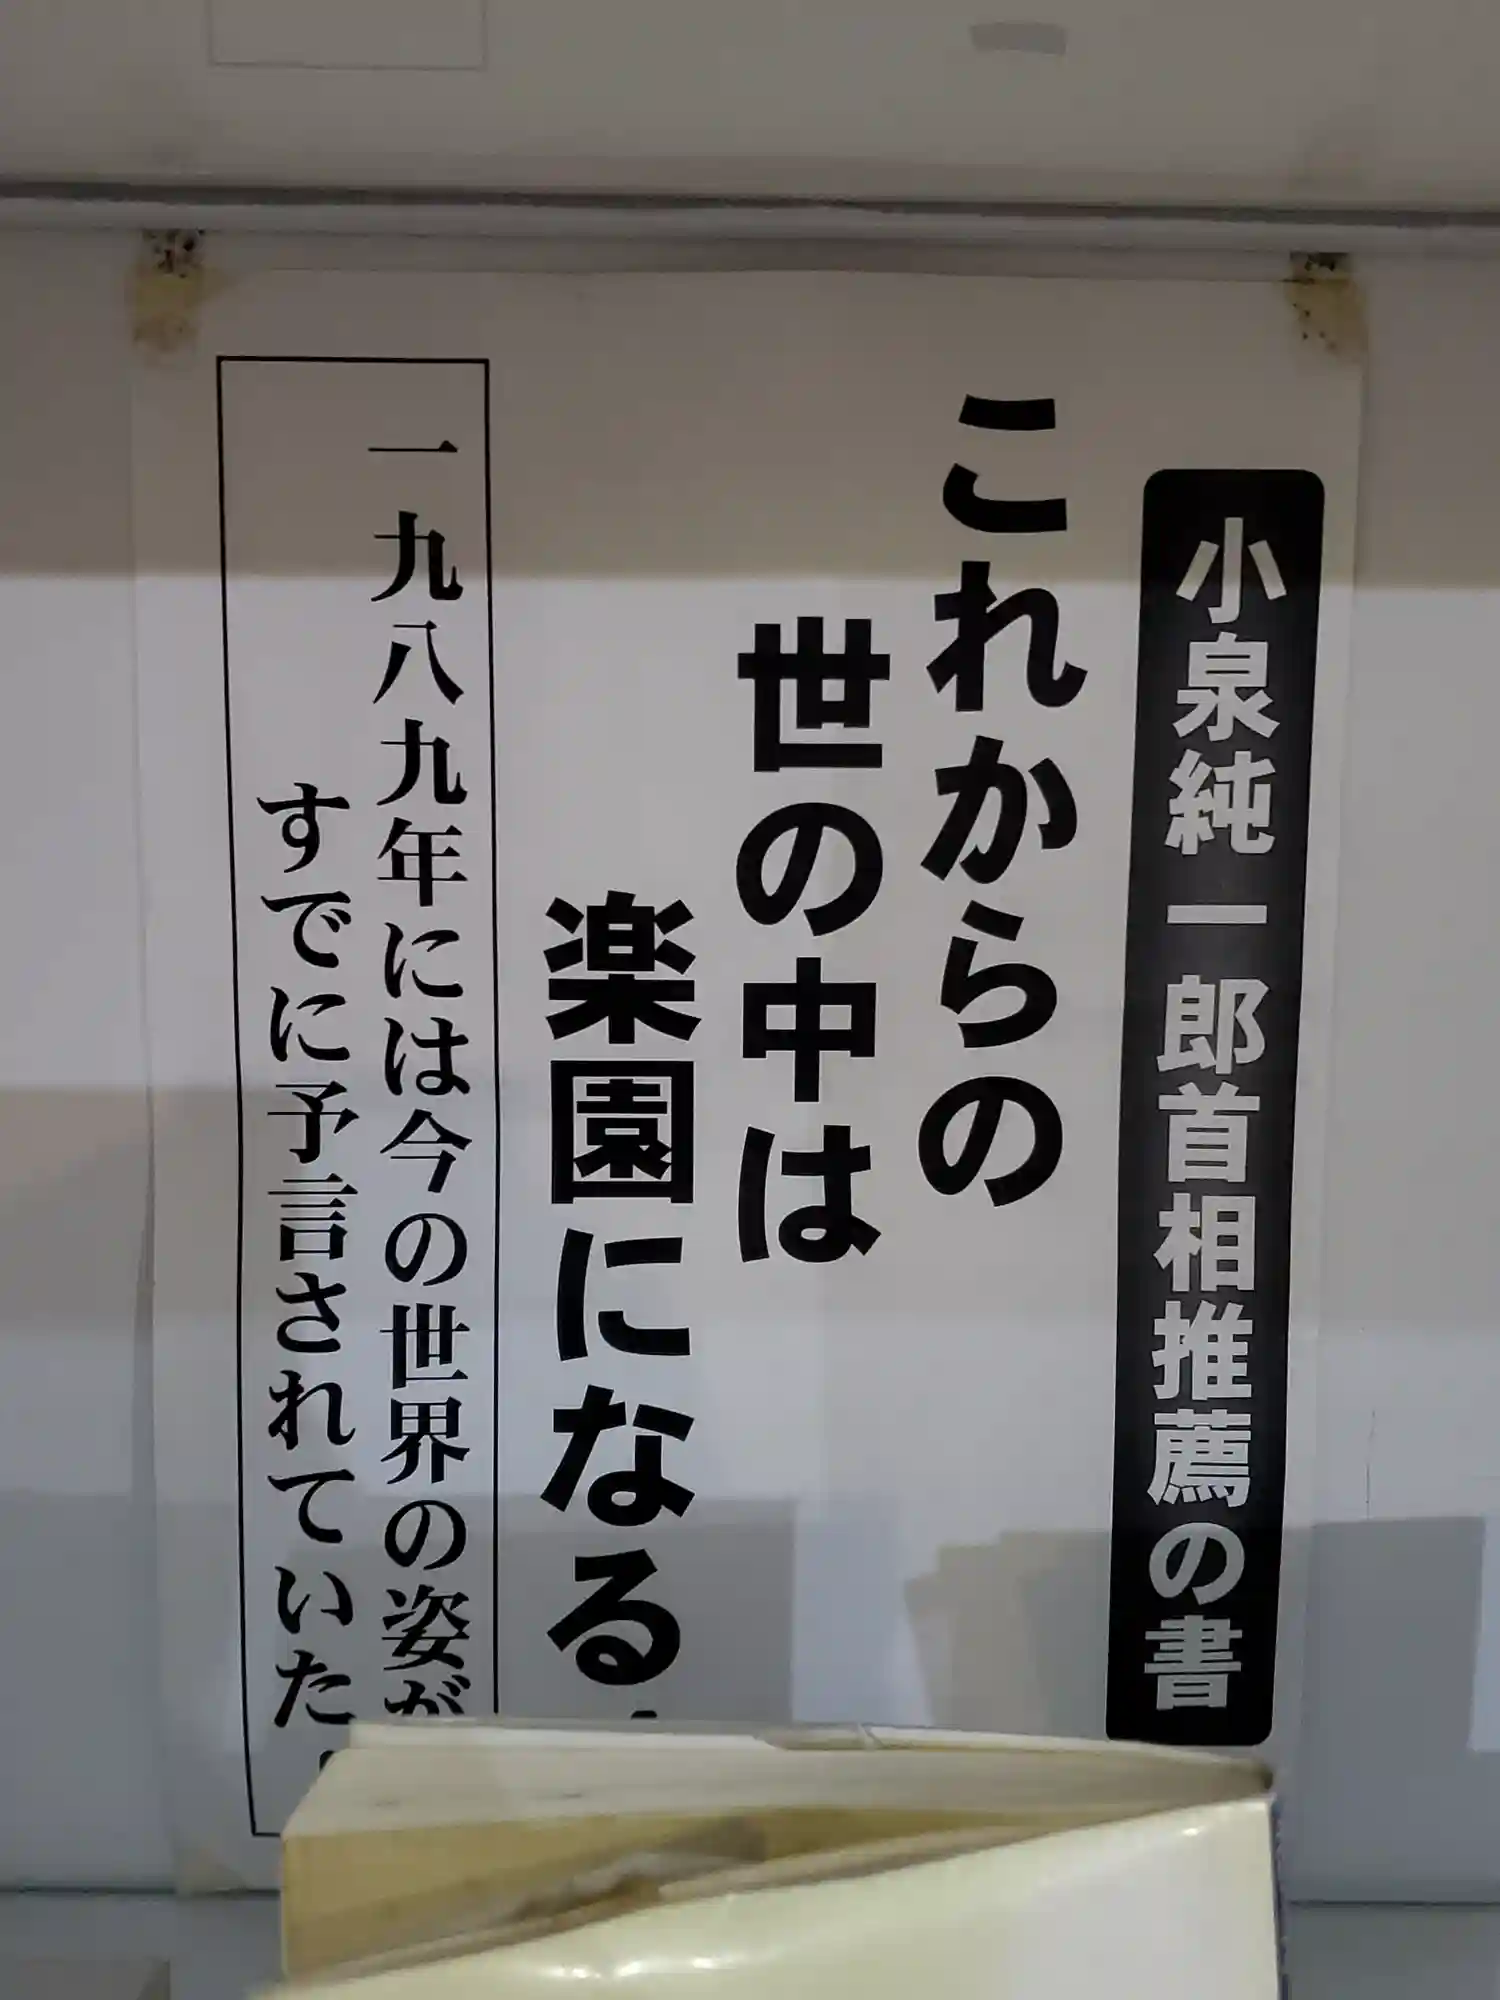 小泉純一郎首相推薦の書
これからの
世の中は
楽園になる
一九八九年には今の世界の姿が
すでに予言されていた